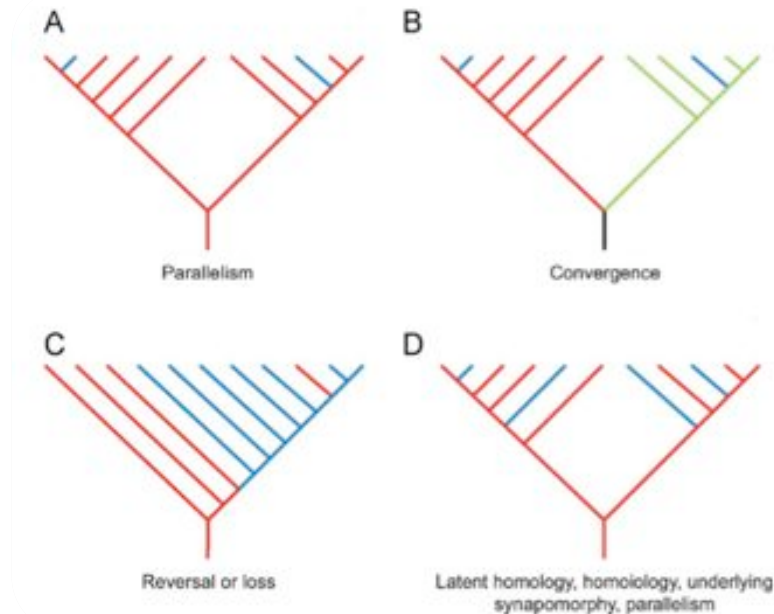 A
B
Parallelism
Convergence
C
D
Reversal or loss
Latent homology, homoiology, underlying
synapomorphy, parallelism